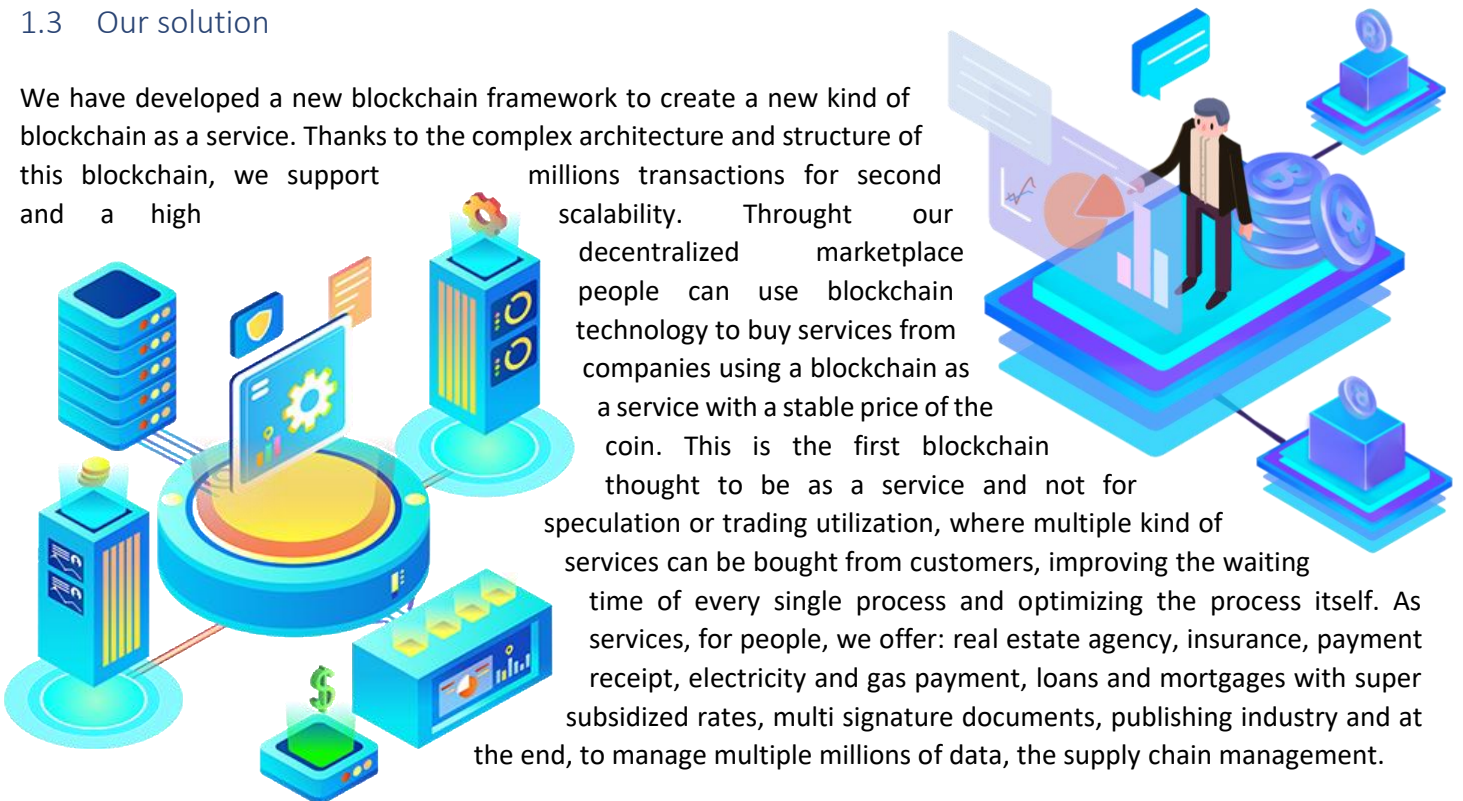 1.3 Our solution
We have developed a new blockchain framework to create a new kind of
blockchain as a service. Thanks to the complex architecture and structure of
this blockchain, we support millions transactions for second
and a high scalability. Throught our
decentralized marketplace
people can use blockchain
technology to buy services from
companies using a blockchain as
a service with a stable price of the
coin. This is the first blockchain
thought to be as a service and not for
speculation or trading utilization, where multiple kind of
services can be bought from customers, improving the waiting
time of every single process and optimizing the process itself. As
services, for people, we offer: real estate agency, insurance, payment
receipt, electricity and gas payment, loans and mortgages with super
subsidized rates, multi signature documents, publishing industry and at
the end, to manage multiple millions of data, the supply chain management.